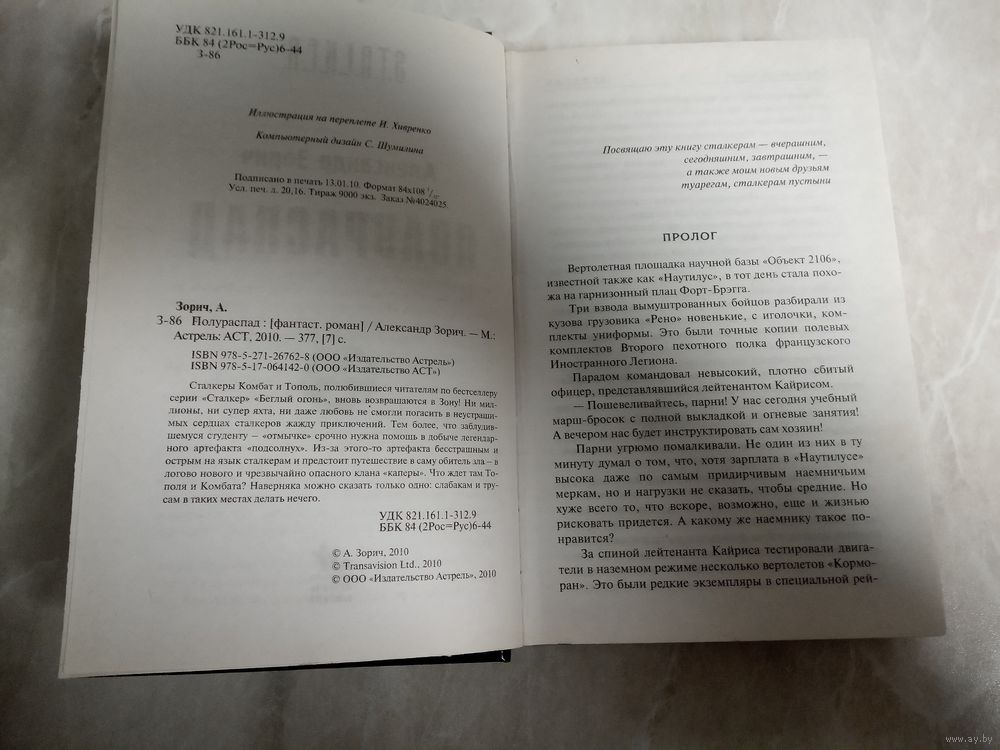 УДК 821.161.1-312.9
ББК 84 (2Рос=Рус)6-44
З-86
Иллюстрация на переплете И. Хивренко
Компьютерный дизайн С. Шумилина
Подписано в печать 13.01.10. Формат 84х108 1/
Усл. печ. л. 20,16. Тираж 9000 экз. Заказ №4024025.
Зорич, А.
З-86 Полураспад : [фантаст. роман] / Александр Зорич. – М.:
Астрель: АСТ, 2010. – 377, [7] с.
ISBN 978-5-271-26762-8 (ООО «Издательство Астрель»)
ISBN 978-5-17-064142-0 (ООО «Издательство АСТ»)
Сталкеры Комбат и Тополь, полюбившиеся читателям по бестселлеру
серии «Сталкер» «Беглый огонь», вновь возвращаются в Зону! Ни мил-
лионы, ни супер яхта, ни даже любовь не смогли погасить в неустраши-
мых сердцах сталкеров жажду приключений. Тем более, что заблудив-
шемуся студенту – «отмычке» срочно нужна помощь в добыче легендар-
ного артефакта «подсолнух». Из-за этого-то артефакта бесстрашным и
острым на язык сталкерам и предстоит путешествие в саму обитель зла – в
логово нового и чрезвычайно опасного клана «каперы». Что ждет там То-
поля и Комбата? Наверняка можно сказать только одно: слабакам и тру-
сам в таких местах делать нечего.
УДК 821.161.1-312.9
ББК 84 (2Рос=Рус)6-44
© А. Зорич, 2010
© Transavision Ltd., 2010
© ООО «Издательство Астрель», 2010
Посвящаю эту книгу сталкерам — вчерашним,
сегодняшним, завтрашним, —
а также моим новым друзьям
туарегам, сталкерам пустыни
ПРОЛОГ
Вертолетная площадка научной базы «Объект 2106»,
известной также как «Наутилус», в тот день стала похо-
жа на гарнизонный плац Форт-Брэгга.
Три взвода вымуштрованных бойцов разбирали из
кузова грузовика «Рено» новенькие, с иголочки, ком-
плекты униформы. Это были точные копии полевых
комплектов Второго пехотного полка французского
Иностранного Легиона.
Парадом командовал невысокий, плотно сбитый
офицер, представлявшийся лейтенантом Кайрисом.
— Пошевеливайтесь, парни! У нас сегодня учебный
марш-бросок с полной выкладкой и огневые занятия!
А вечером нас будет инструктировать сам хозяин!
Парни угрюмо помалкивали. Не один из них в ту
минуту думал о том, что, хотя зарплата в «Наутилусе»
высока даже по самым придирчивым наемничьим
меркам, но и нагрузки не сказать, чтобы средние. Но
хуже всего то, что вскоре, возможно, еще и жизнью
рисковать придется. А какому же наемнику такое по-
нравится?
За спиной лейтенанта Кайриса тестировали двига-
тели в наземном режиме несколько вертолетов «Кормо-
ран». Это были редкие экземпляры в специальной рей-
www.ay.by